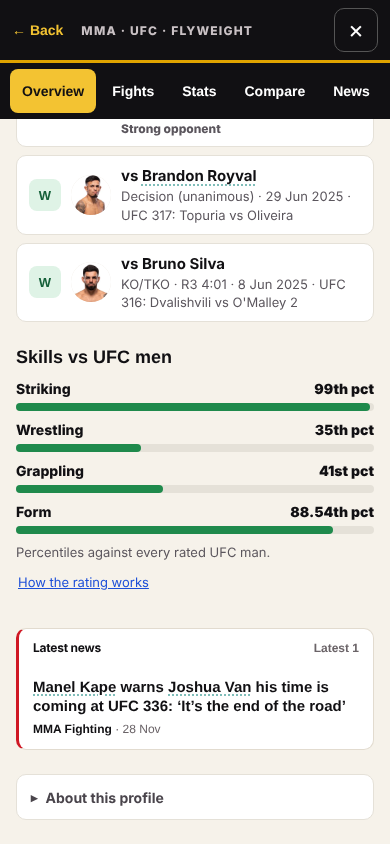 ← Back MMA · UFC · FLYWEIGHT ×
Overview Fights Stats Compare News
Strong opponent
W
vs Brandon Royval
Decision (unanimous) · 29 Jun 2025 ·
UFC 317: Topuria vs Oliveira
W
vs Bruno Silva
KO/TKO · R3 4:01 · 8 Jun 2025 · UFC
316: Dvalishvili vs O'Malley 2
Skills vs UFC men
Striking 99th pct
Wrestling 35th pct
Grappling 41st pct
Form 88.54th pct
Percentiles against every rated UFC man.
How the rating works
Latest news Latest 1
Manel Kape warns Joshua Van his time is
coming at UFC 336: ‘It’s the end of the road’
MMA Fighting · 28 Nov
▸ About this profile